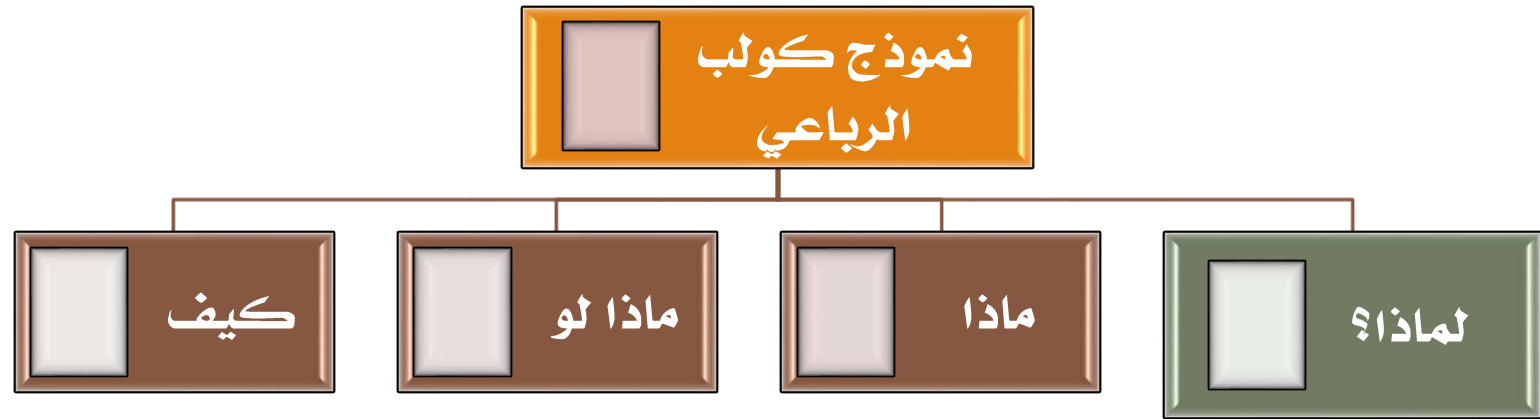 نموذج كولب
الرباعي
لماذا؟
ماذا
ماذا لو
كيف